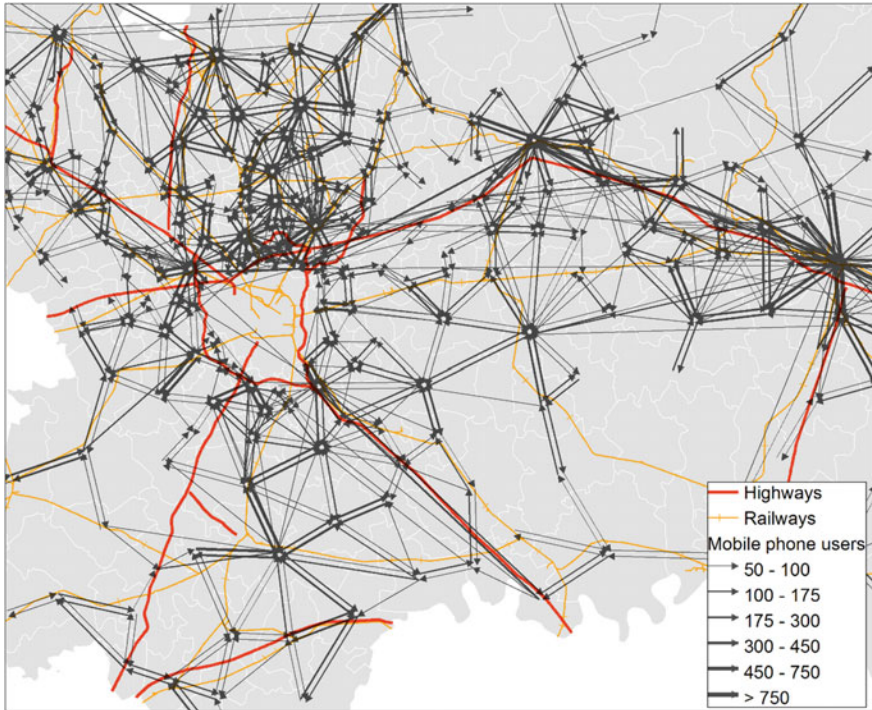 Highways
Railways
Mobile phone users
50 - 100
100 - 175
175 - 300
300 - 450
450 - 750
> 750